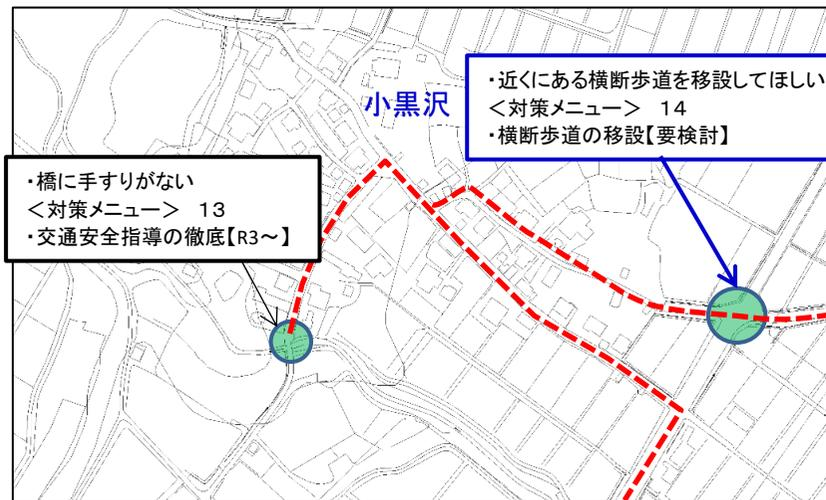 小黒沢
・近くにある横断歩道を移設してほしい
<対策メニュー> 14
・横断歩道の移設【要検討】
・橋に手すりがない
<対策メニュー> 13
・交通安全指導の徹底【R3~】